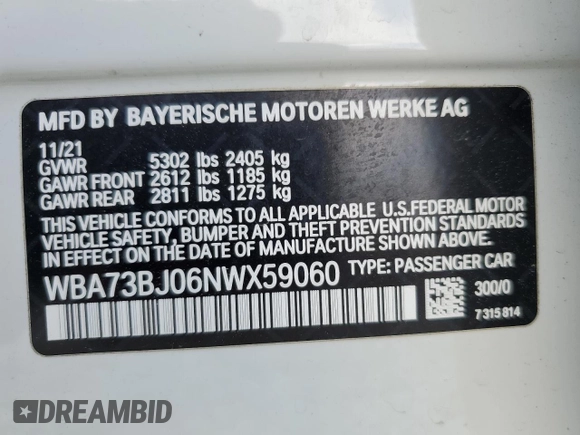 MFD BY BAYERISCHE MOTOREN WERKE AG
11/21
GVWR 5302 lbs 2405 kg
GAWR FRONT 2612 lbs 1185 kg
GAWR REAR 2811 lbs 1275 kg
THIS VEHICLE CONFORMS TO ALL APPLICABLE U.S.FEDERAL MOTOR
VEHICLE SAFETY, BUMPER AND THEFT PREVENTION STANDARDS
IN EFFECT ON THE DATE OF MANUFACTURE SHOWN ABOVE.
WBA73BJ06NWX59060 TYPE: PASSENGER CAR
300/0
7 315 814
DREAMBID